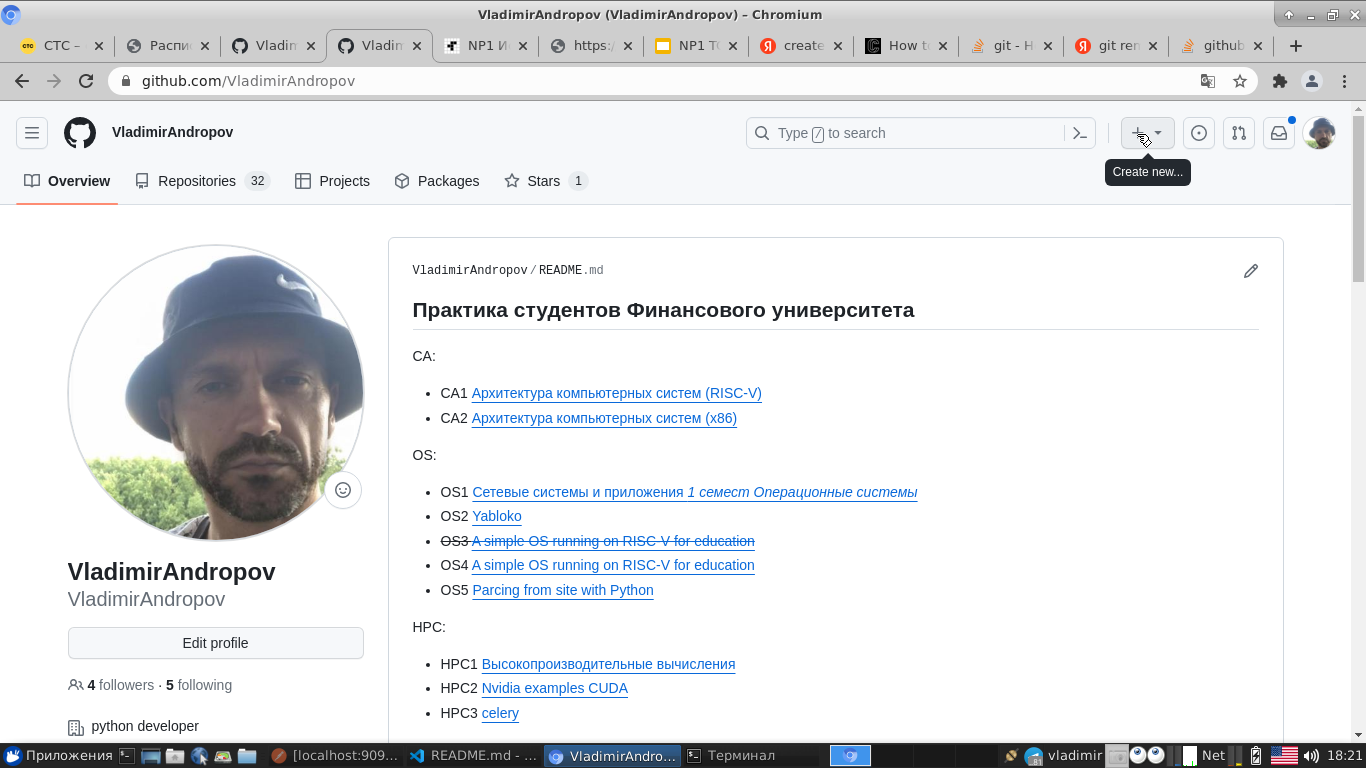 VladimirAndropov (VladimirAndropov) – Chromium
СТС –
Распис
Vladim
Vladim
NP1 И
https:/
NP1 То
create
How to
git - H
git ren
github
github.com/VladimirAndropov
VladimirAndropov
Type / to search
Create new...
Overview
Repositories 32
Projects
Packages
Stars 1
VladimirAndropov/README.md
Практика студентов Финансового университета
CA:
CA1 Архитектура компьютерных систем (RISC-V)
CA2 Архитектура компьютерных систем (x86)
OS:
OS1 Сетевые системы и приложения 1 семест Операционные системы
OS2 Yabloko
OS3 A simple OS running on RISC-V for education
OS4 A simple OS running on RISC-V for education
OS5 Parcing from site with Python
HPC:
HPC1 Высокопроизводительные вычисления
HPC2 Nvidia examples CUDA
HPC3 celery
VladimirAndropov
VladimirAndropov
Edit profile
4 followers · 5 following
python developer
Приложения
[localhost:909...
README.md - ...
VladimirAndro...
Терминал
81
vladimir
Net
18:21